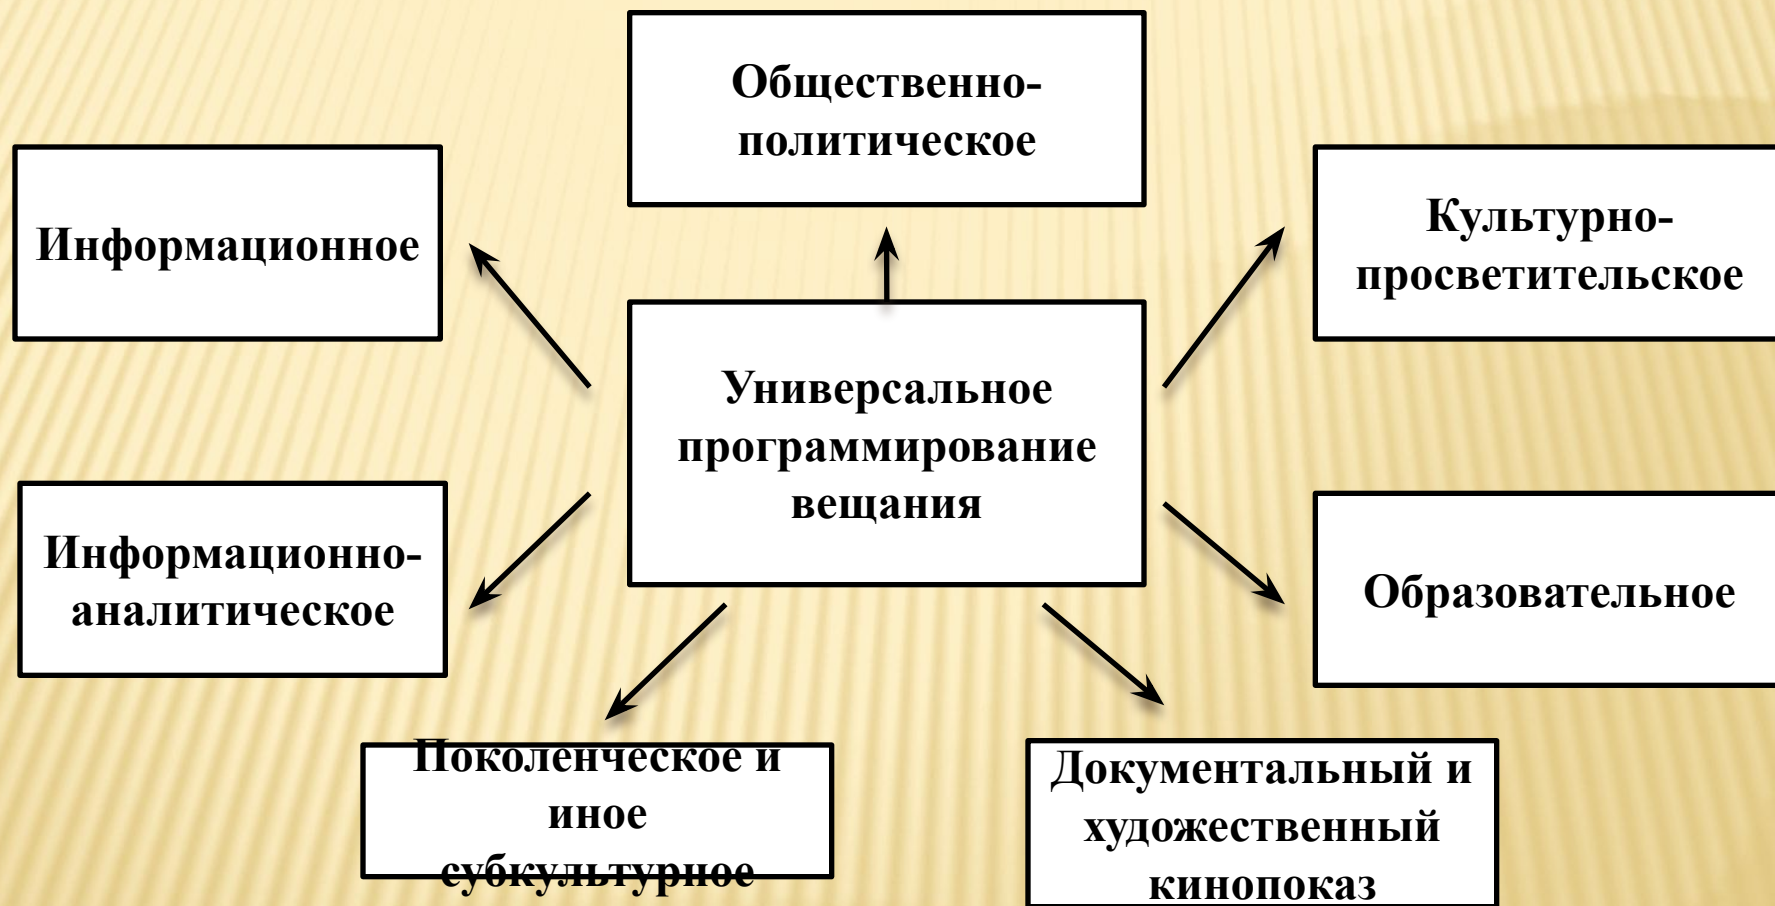 Общественно-
политическое
Информационное
Культурно-
просветительское
Универсальное
программирование
вещания
Информационно-
аналитическое
Образовательное
Поколенческое и
иное
субкультурное
Документальный и
художественный
кинопоказ